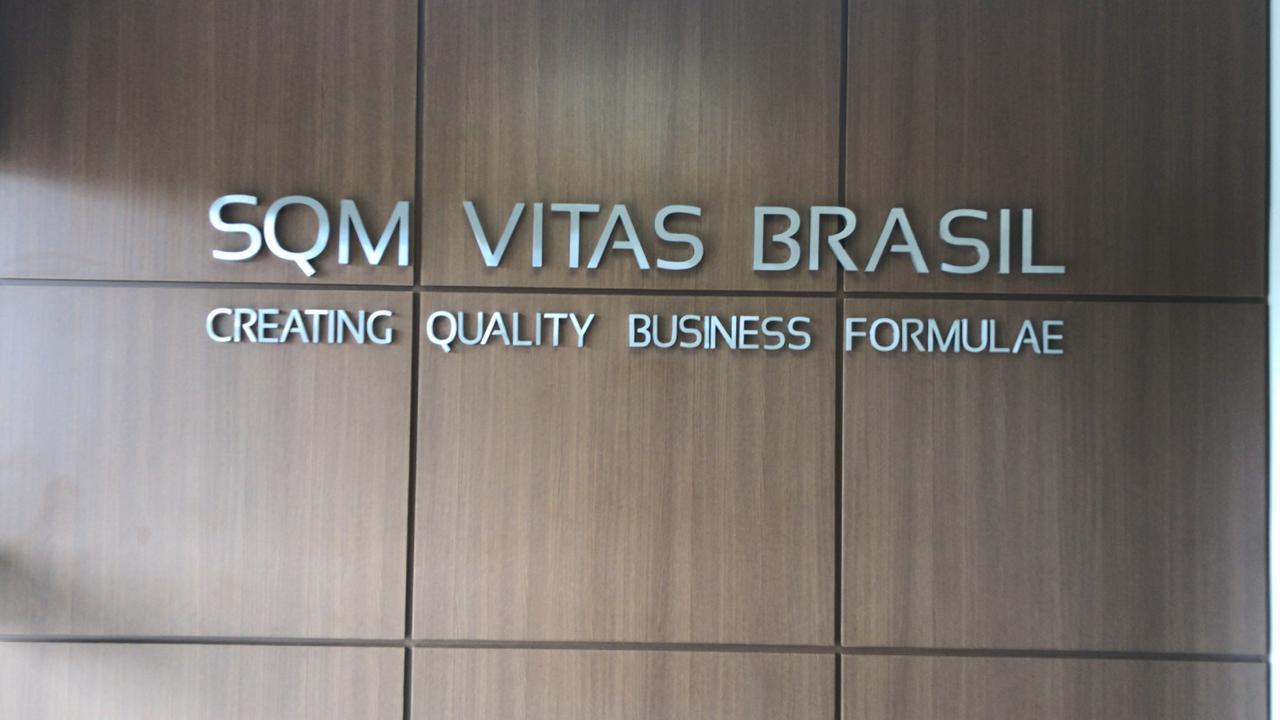 SQM VITAS BRASIL
CREATING QUALITY BUSINESS FORMULAE